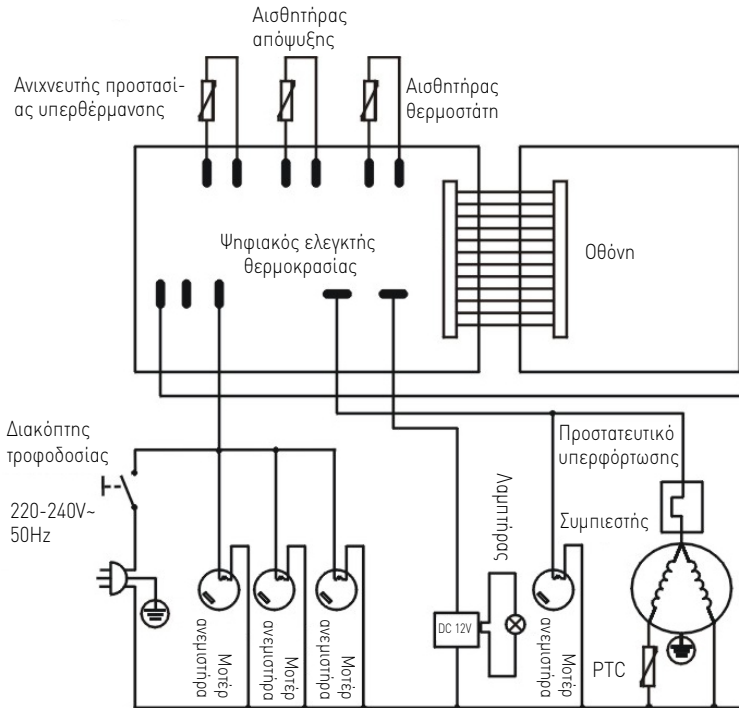 Αισθητήρας
απόψυξης
Ανιχνευτής προστασί-
ας υπερθέρμανσης
Αισθητήρας
θερμοστάτη
Ψηφιακός ελεγκτής
θερμοκρασίας
Οθόνη
Διακόπτης
τροφοδοσίας
220-240V~
50Hz
Προστατευτικό
υπερφόρτωσης
Συμπιεστής
Λαμπτήρας
DC 12V
PTC
Μοτέρ
ανεμιστήρα
Μοτέρ
ανεμιστήρα
Μοτέρ
ανεμιστήρα
Μοτέρ
ανεμιστήρα